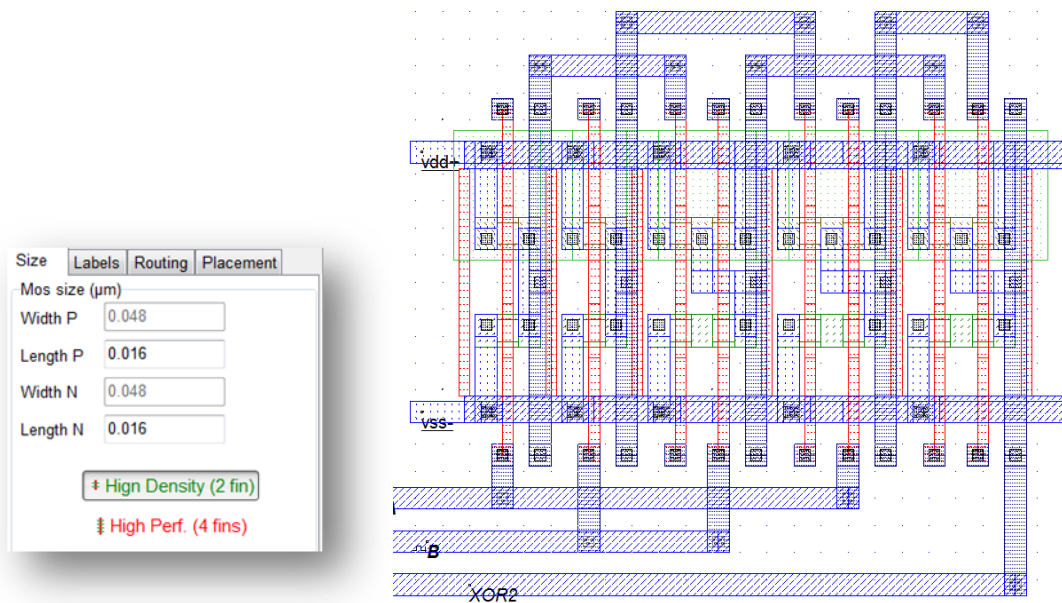 Size Labels Routing Placement
Mos size (µm)
Width P 0.048
Length P 0.016
Width N 0.048
Length N 0.016
Hign Density (2 fin)
High Perf. (4 fins)
vdd+
vss-
B
XOR2